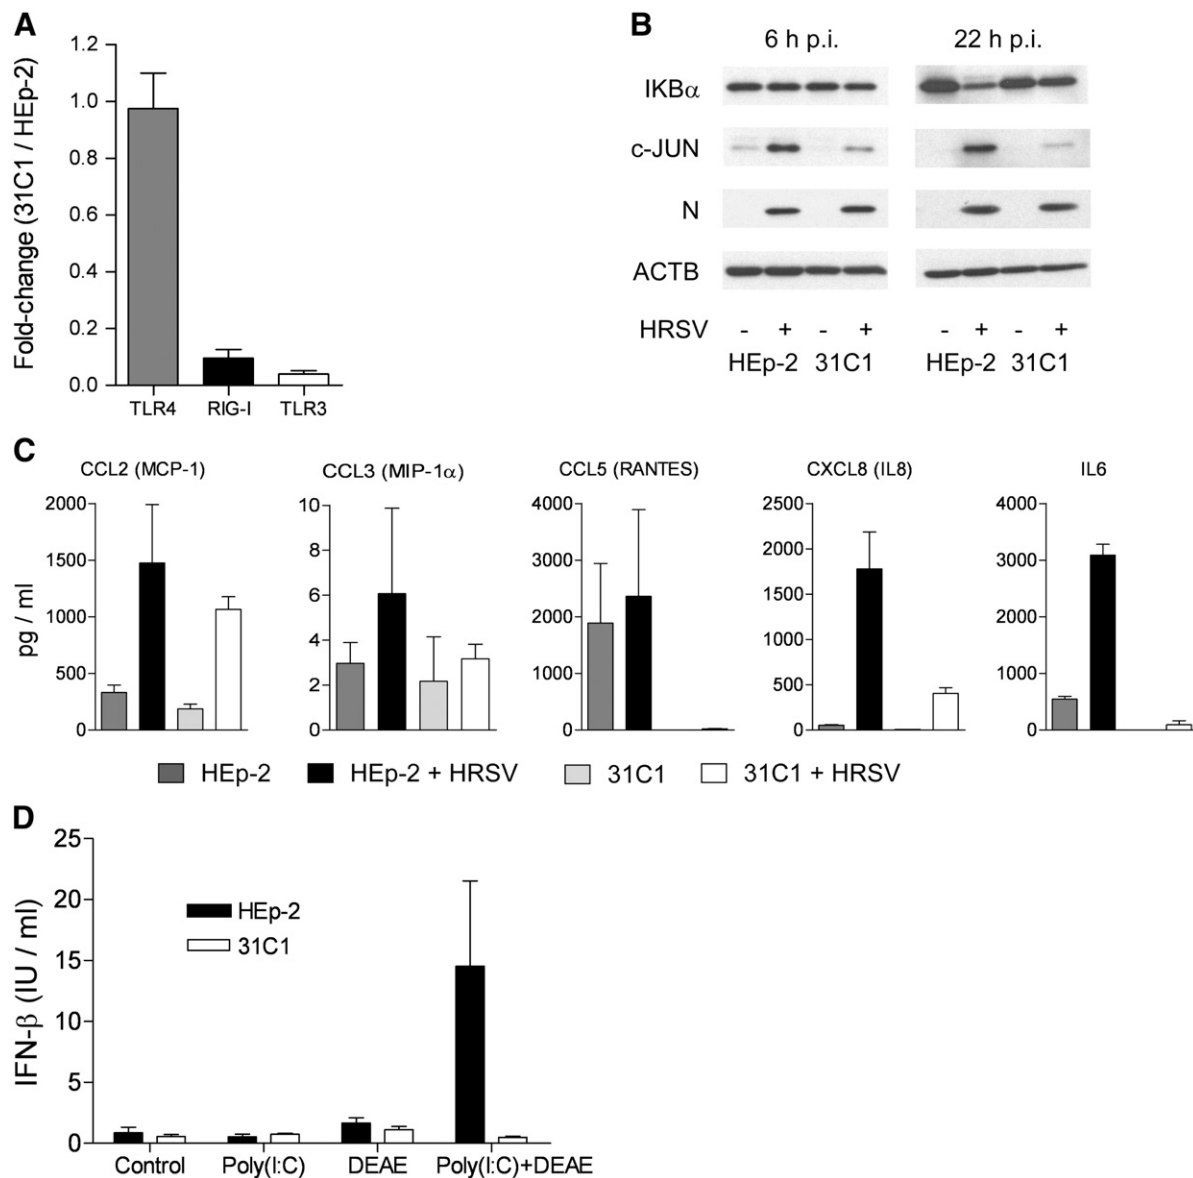 A
Fold-change (31C1 / HEp-2)
1.2
1.0
0.8
0.6
0.4
0.2
0.0
TLR4 RIG-I TLR3
B
6 h p.i. 22 h p.i.
IKBα
c-JUN
N
ACTB
HRSV - + - + - + - +
HEp-2 31C1 HEp-2 31C1
C
CCL2 (MCP-1) CCL3 (MIP-1α) CCL5 (RANTES) CXCL8 (IL8) IL6
pg / ml
2000
1500
1000
500
0
10
8
6
4
2
0
4000
3000
2000
1000
0
2500
2000
1500
1000
500
0
4000
3000
2000
1000
0
HEp-2 HEp-2 + HRSV 31C1 31C1 + HRSV
D
IFN-β (IU / ml)
25
20
15
10
5
0
HEp-2
31C1
Control Poly(I:C) DEAE Poly(I:C)+DEAE